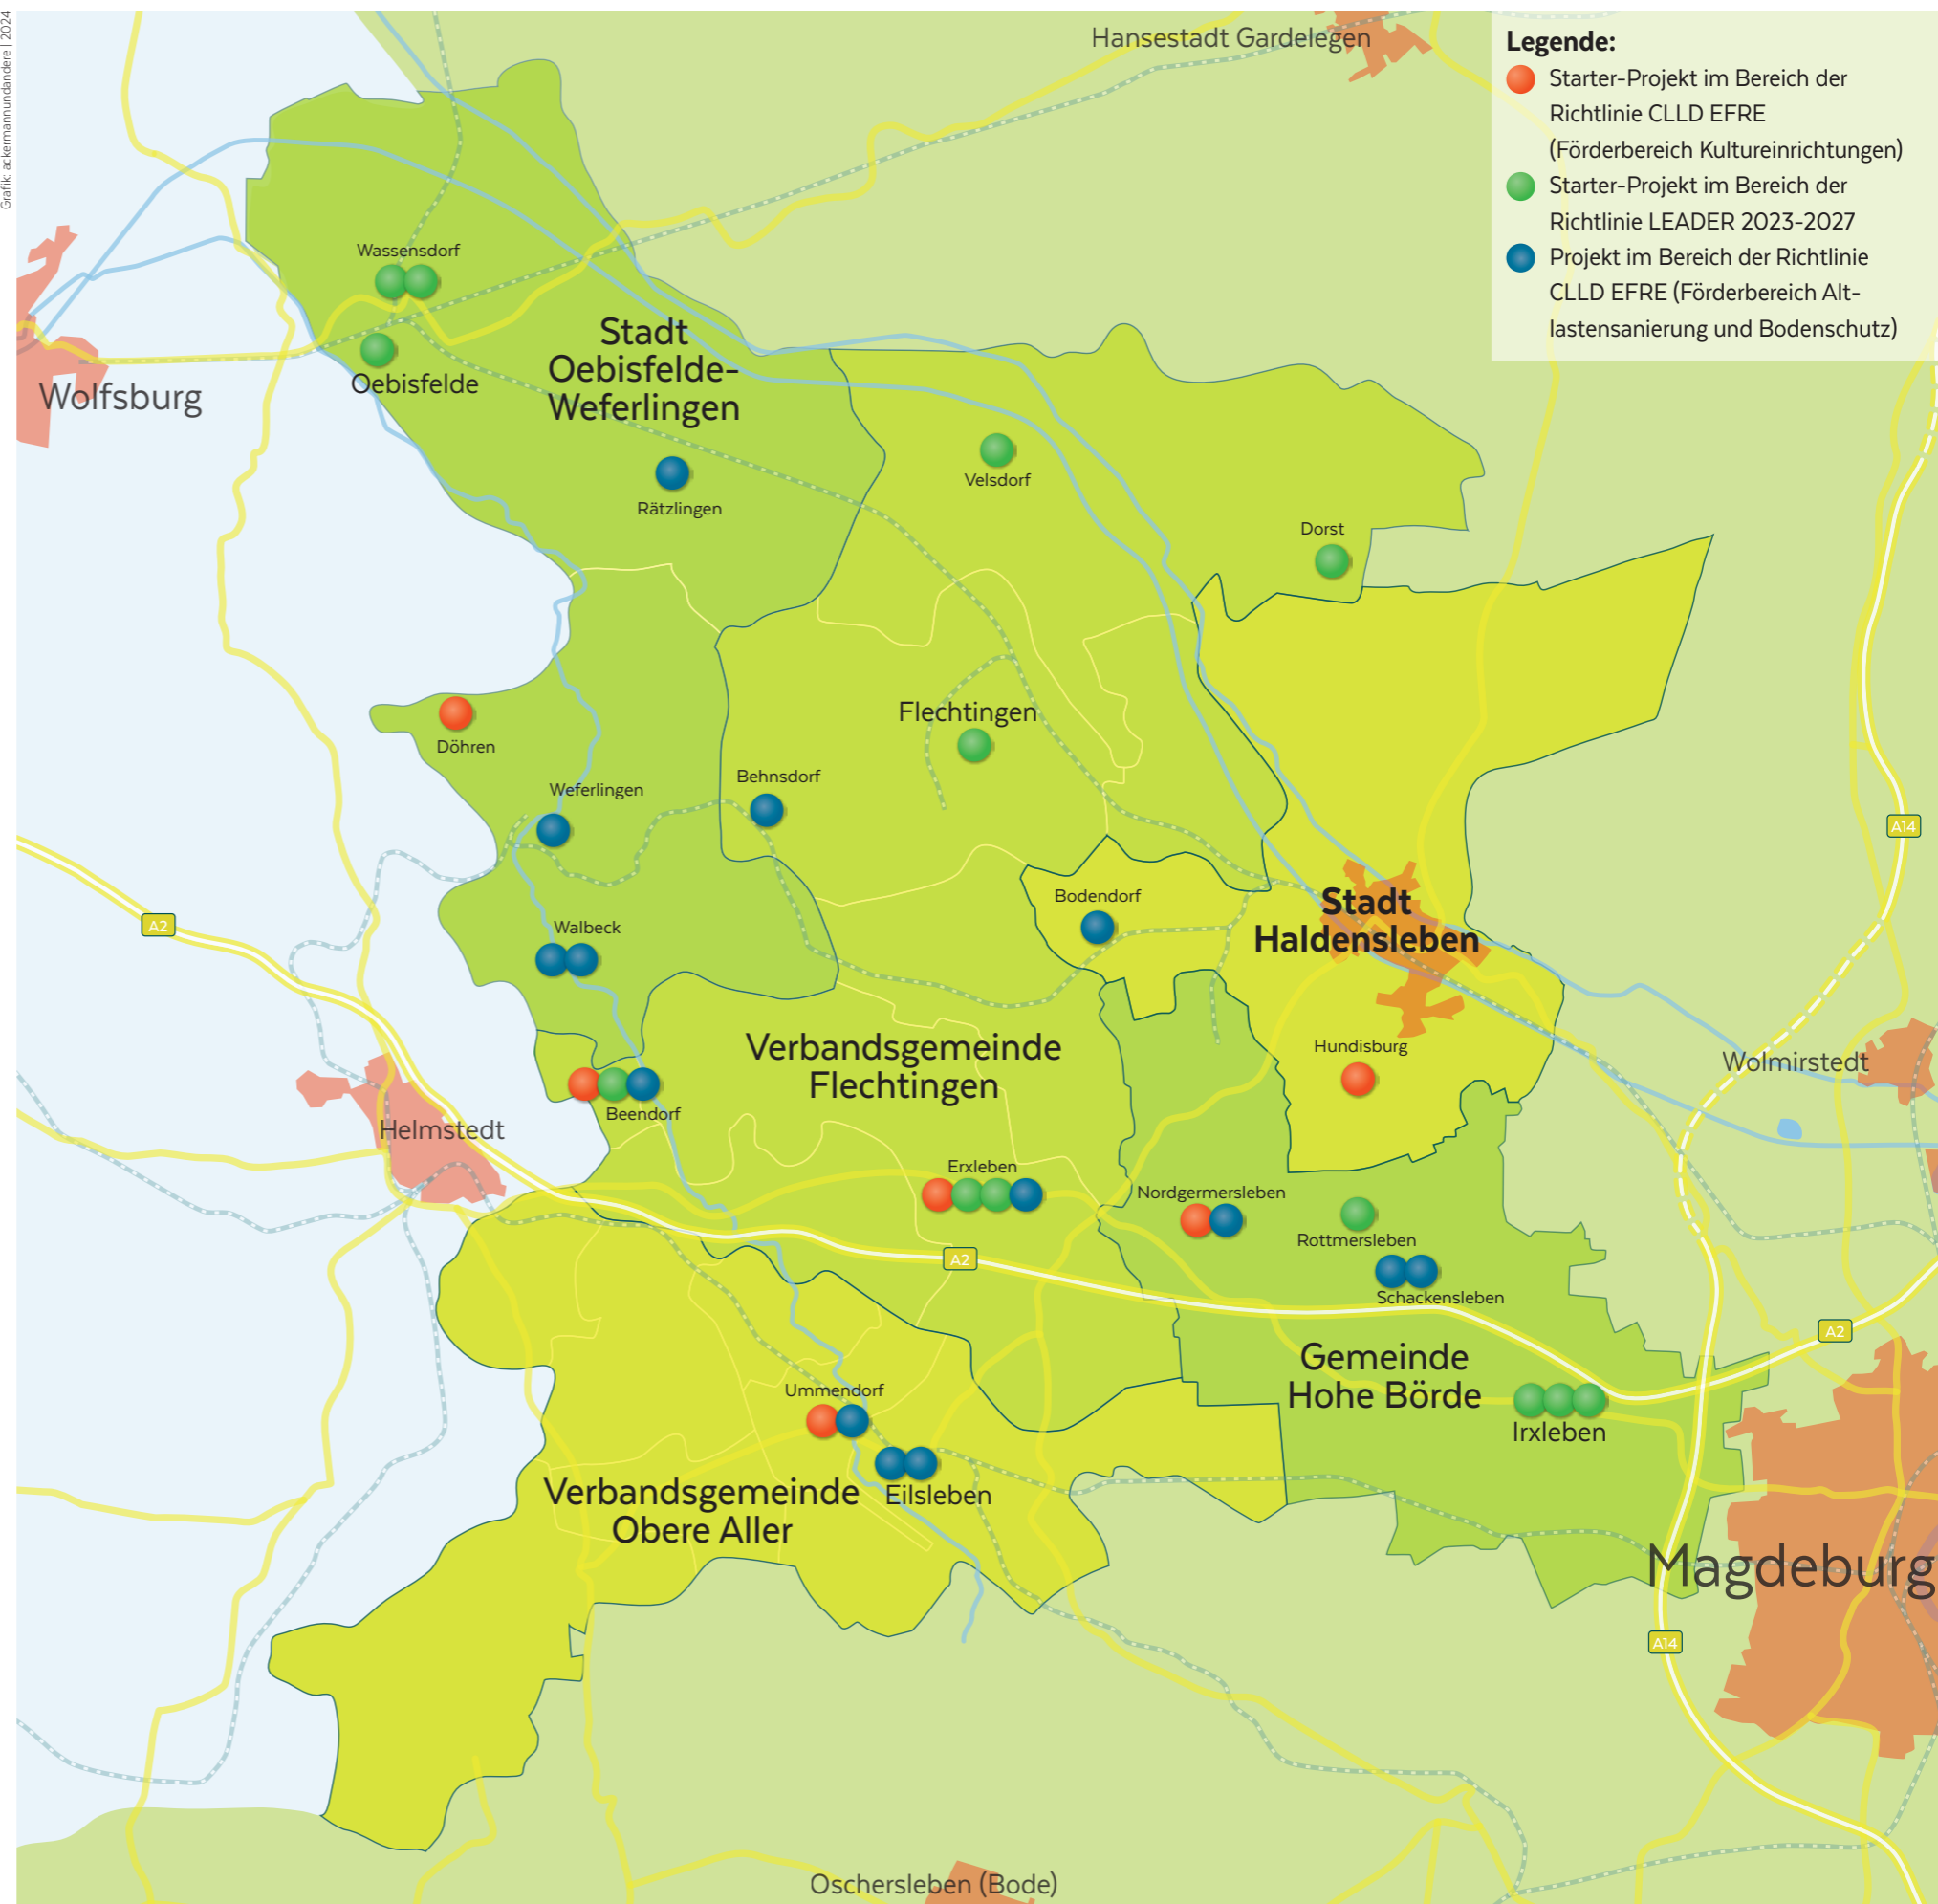 Grafik: ackermannundandere | 2024
Hansestadt Gardelegen
Legende:
Starter-Projekt im Bereich der
Richtlinie CLLD EFRE
(Förderbereich Kultureinrichtungen)
Starter-Projekt im Bereich der
Richtlinie LEADER 2023-2027
Projekt im Bereich der Richtlinie
CLLD EFRE (Förderbereich Alt-
lastensanierung und Bodenschutz)
Wassensdorf
Stadt
Oebisfelde-
Weferlingen
Oebisfelde
Wolfsburg
Velsdorf
Rätzlingen
Dorst
Flechtingen
Döhren
Behnsdorf
Weferlingen
A14
Bodendorf
Stadt
Haldensleben
A2
Walbeck
Hundisburg
Verbandsgemeinde
Flechtingen
Wolmirstedt
Beendorf
Helmstedt
Erxleben
Nordgermersleben
Rottmersleben
A2
Schackensleben
A2
Gemeinde
Hohe Börde
Ummendorf
Irxleben
Verbandsgemeinde
Obere Aller
Eilsleben
Magdeburg
A14
Oschersleben (Bode)